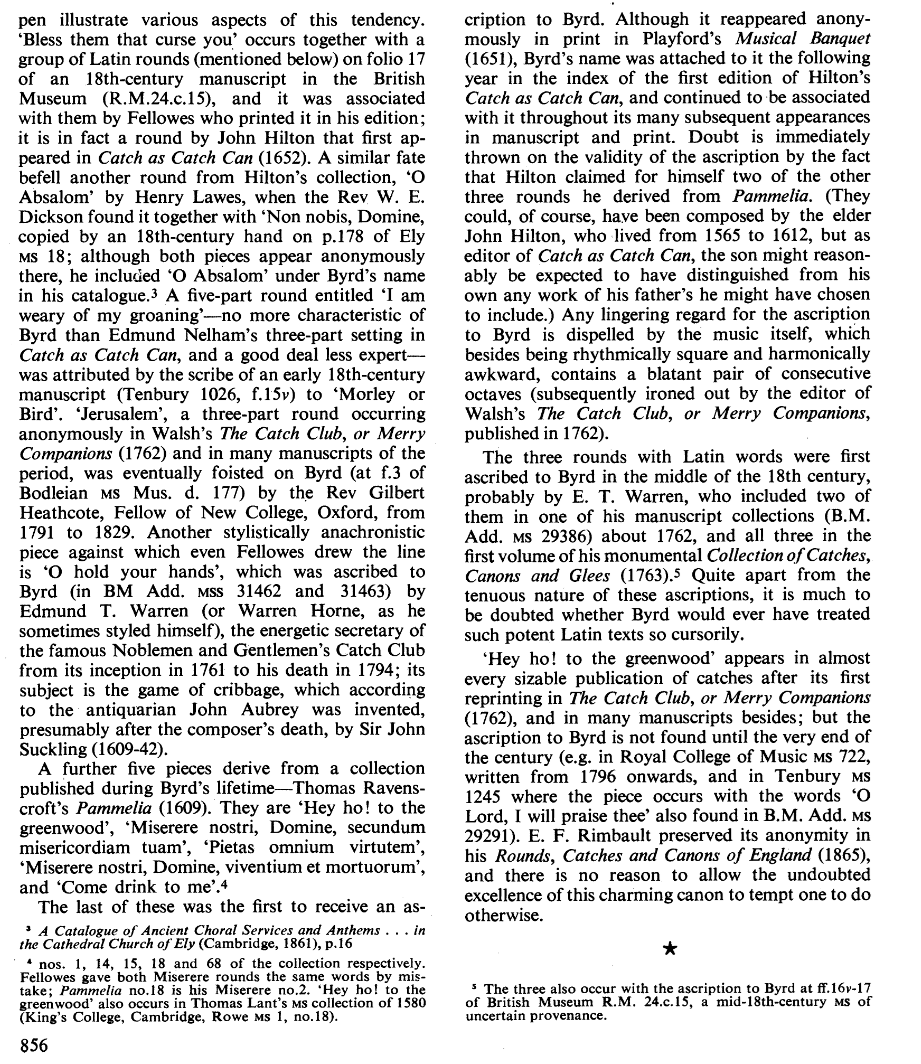 pen illustrate various aspects of this tendency.
‘Bless them that curse you’ occurs together with a
group of Latin rounds (mentioned below) on folio 17
of an 18th-century manuscript in the British
Museum (R.M.24.c.15), and it was associated
with them by Fellowes who printed it in his edition;
it is in fact a round by John Hilton that first ap-
peared in Catch as Catch Can (1652). A similar fate
befell another round from Hilton’s collection, ‘O
Absalom’ by Henry Lawes, when the Rev W. E.
Dickson found it together with ‘Non nobis, Domine,
copied by an 18th-century hand on p.178 of Ely
MS 18; although both pieces appear anonymously
there, he included ‘O Absalom’ under Byrd’s name
in his catalogue.³ A five-part round entitled ‘I am
weary of my groaning’—no more characteristic of
Byrd than Edmund Nelham’s three-part setting in
Catch as Catch Can, and a good deal less expert—
was attributed by the scribe of an early 18th-century
manuscript (Tenbury 1026, f.15v) to ‘Morley or
Bird’. ‘Jerusalem’, a three-part round occurring
anonymously in Walsh’s The Catch Club, or Merry
Companions (1762) and in many manuscripts of the
period, was eventually foisted on Byrd (at f.3 of
Bodleian MS Mus. d. 177) by the Rev Gilbert
Heathcote, Fellow of New College, Oxford, from
1791 to 1829. Another stylistically anachronistic
piece against which even Fellowes drew the line
is ‘O hold your hands’, which was ascribed to
Byrd (in BM Add. MSS 31462 and 31463) by
Edmund T. Warren (or Warren Horne, as he
sometimes styled himself), the energetic secretary of
the famous Noblemen and Gentlemen’s Catch Club
from its inception in 1761 to his death in 1794; its
subject is the game of cribbage, which according
to the antiquarian John Aubrey was invented,
presumably after the composer’s death, by Sir John
Suckling (1609-42).
A further five pieces derive from a collection
published during Byrd’s lifetime—Thomas Ravens-
croft’s Pammelia (1609). They are ‘Hey ho! to the
greenwood’, ‘Miserere nostri, Domine, secundum
misericordiam tuam’, ‘Pietas omnium virtutem’,
‘Miserere nostri, Domine, viventium et mortuorum’,
and ‘Come drink to me’.⁴
The last of these was the first to receive an as-
³ A Catalogue of Ancient Choral Services and Anthems . . . in
the Cathedral Church of Ely (Cambridge, 1861), p.16
⁴ nos. 1, 14, 15, 18 and 68 of the collection respectively.
Fellowes gave both Miserere rounds the same words by mis-
take; Pammelia no.18 is his Miserere no.2. ‘Hey ho! to the
greenwood’ also occurs in Thomas Lant’s MS collection of 1580
(King’s College, Cambridge, Rowe MS 1, no.18).
856
cription to Byrd. Although it reappeared anony-
mously in print in Playford’s Musical Banquet
(1651), Byrd’s name was attached to it the following
year in the index of the first edition of Hilton’s
Catch as Catch Can, and continued to be associated
with it throughout its many subsequent appearances
in manuscript and print. Doubt is immediately
thrown on the validity of the ascription by the fact
that Hilton claimed for himself two of the other
three rounds he derived from Pammelia. (They
could, of course, have been composed by the elder
John Hilton, who lived from 1565 to 1612, but as
editor of Catch as Catch Can, the son might reason-
ably be expected to have distinguished from his
own any work of his father’s he might have chosen
to include.) Any lingering regard for the ascription
to Byrd is dispelled by the music itself, which
besides being rhythmically square and harmonically
awkward, contains a blatant pair of consecutive
octaves (subsequently ironed out by the editor of
Walsh’s The Catch Club, or Merry Companions,
published in 1762).
The three rounds with Latin words were first
ascribed to Byrd in the middle of the 18th century,
probably by E. T. Warren, who included two of
them in one of his manuscript collections (B.M.
Add. MS 29386) about 1762, and all three in the
first volume of his monumental Collection of Catches,
Canons and Glees (1763).⁵ Quite apart from the
tenuous nature of these ascriptions, it is much to
be doubted whether Byrd would ever have treated
such potent Latin texts so cursorily.
‘Hey ho! to the greenwood’ appears in almost
every sizable publication of catches after its first
reprinting in The Catch Club, or Merry Companions
(1762), and in many manuscripts besides; but the
ascription to Byrd is not found until the very end of
the century (e.g. in Royal College of Music MS 722,
written from 1796 onwards, and in Tenbury MS
1245 where the piece occurs with the words ‘O
Lord, I will praise thee’ also found in B.M. Add. MS
29291). E. F. Rimbault preserved its anonymity in
his Rounds, Catches and Canons of England (1865),
and there is no reason to allow the undoubted
excellence of this charming canon to tempt one to do
otherwise.
★
⁵ The three also occur with the ascription to Byrd at ff.16v-17
of British Museum R.M. 24.c.15, a mid-18th-century MS of
uncertain provenance.